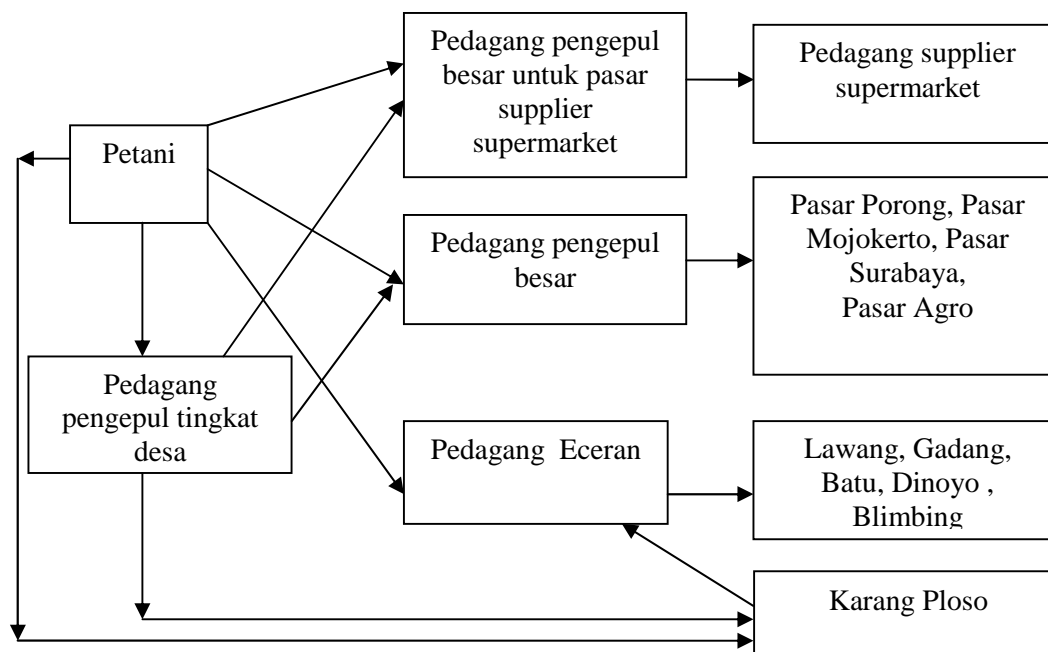 Pedagang pengepul
besar untuk pasar
supplier
supermarket
Pedagang supplier
supermarket
Petani
Pedagang pengepul
besar
Pasar Porong, Pasar
Mojokerto, Pasar
Surabaya,
Pasar Agro
Pedagang
pengepul tingkat
desa
Pedagang  Eceran
Lawang, Gadang,
Batu, Dinoyo ,
Blimbing
Karang Ploso